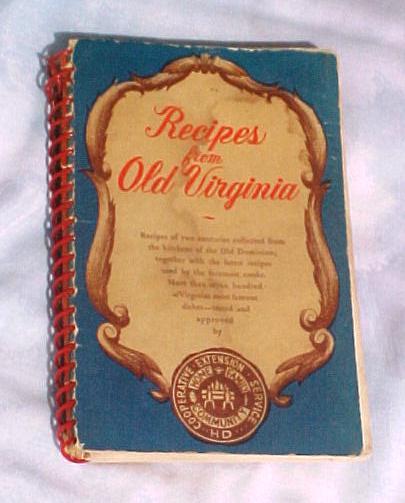 Recipes
from
Old Virginia
Recipes of two centuries collected from
the kitchens of the Old Dominion;
together with the latest recipes
used by the foremost cooks.
More than seven hundred
of Virginias most famous
dishes—tested and
approved
by
COOPERATIVE EXTENSION SERVICE
HOME FAMILY
COMMUNITY
H D